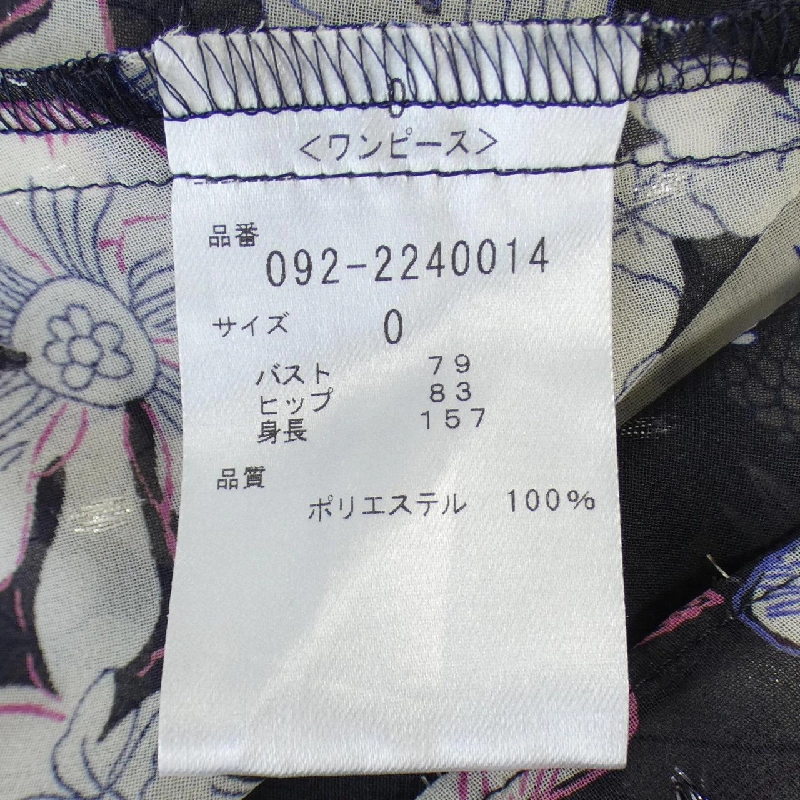 0
<ワンピース>
品番
092-2240014
サイズ 0
バスト 79
ヒップ 83
身長 157
品質
ポリエステル 100%